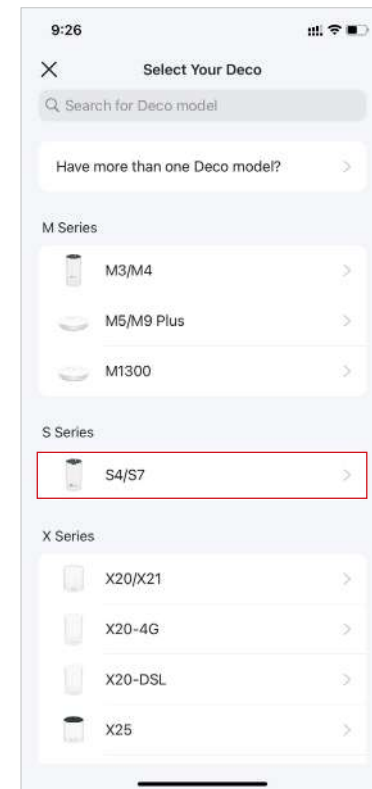 9:26
Select Your Deco
Search for Deco model
Have more than one Deco model?
M Series
M3/M4
M5/M9 Plus
M1300
S Series
S4/S7
X Series
X20/X21
X20-4G
X20-DSL
X25